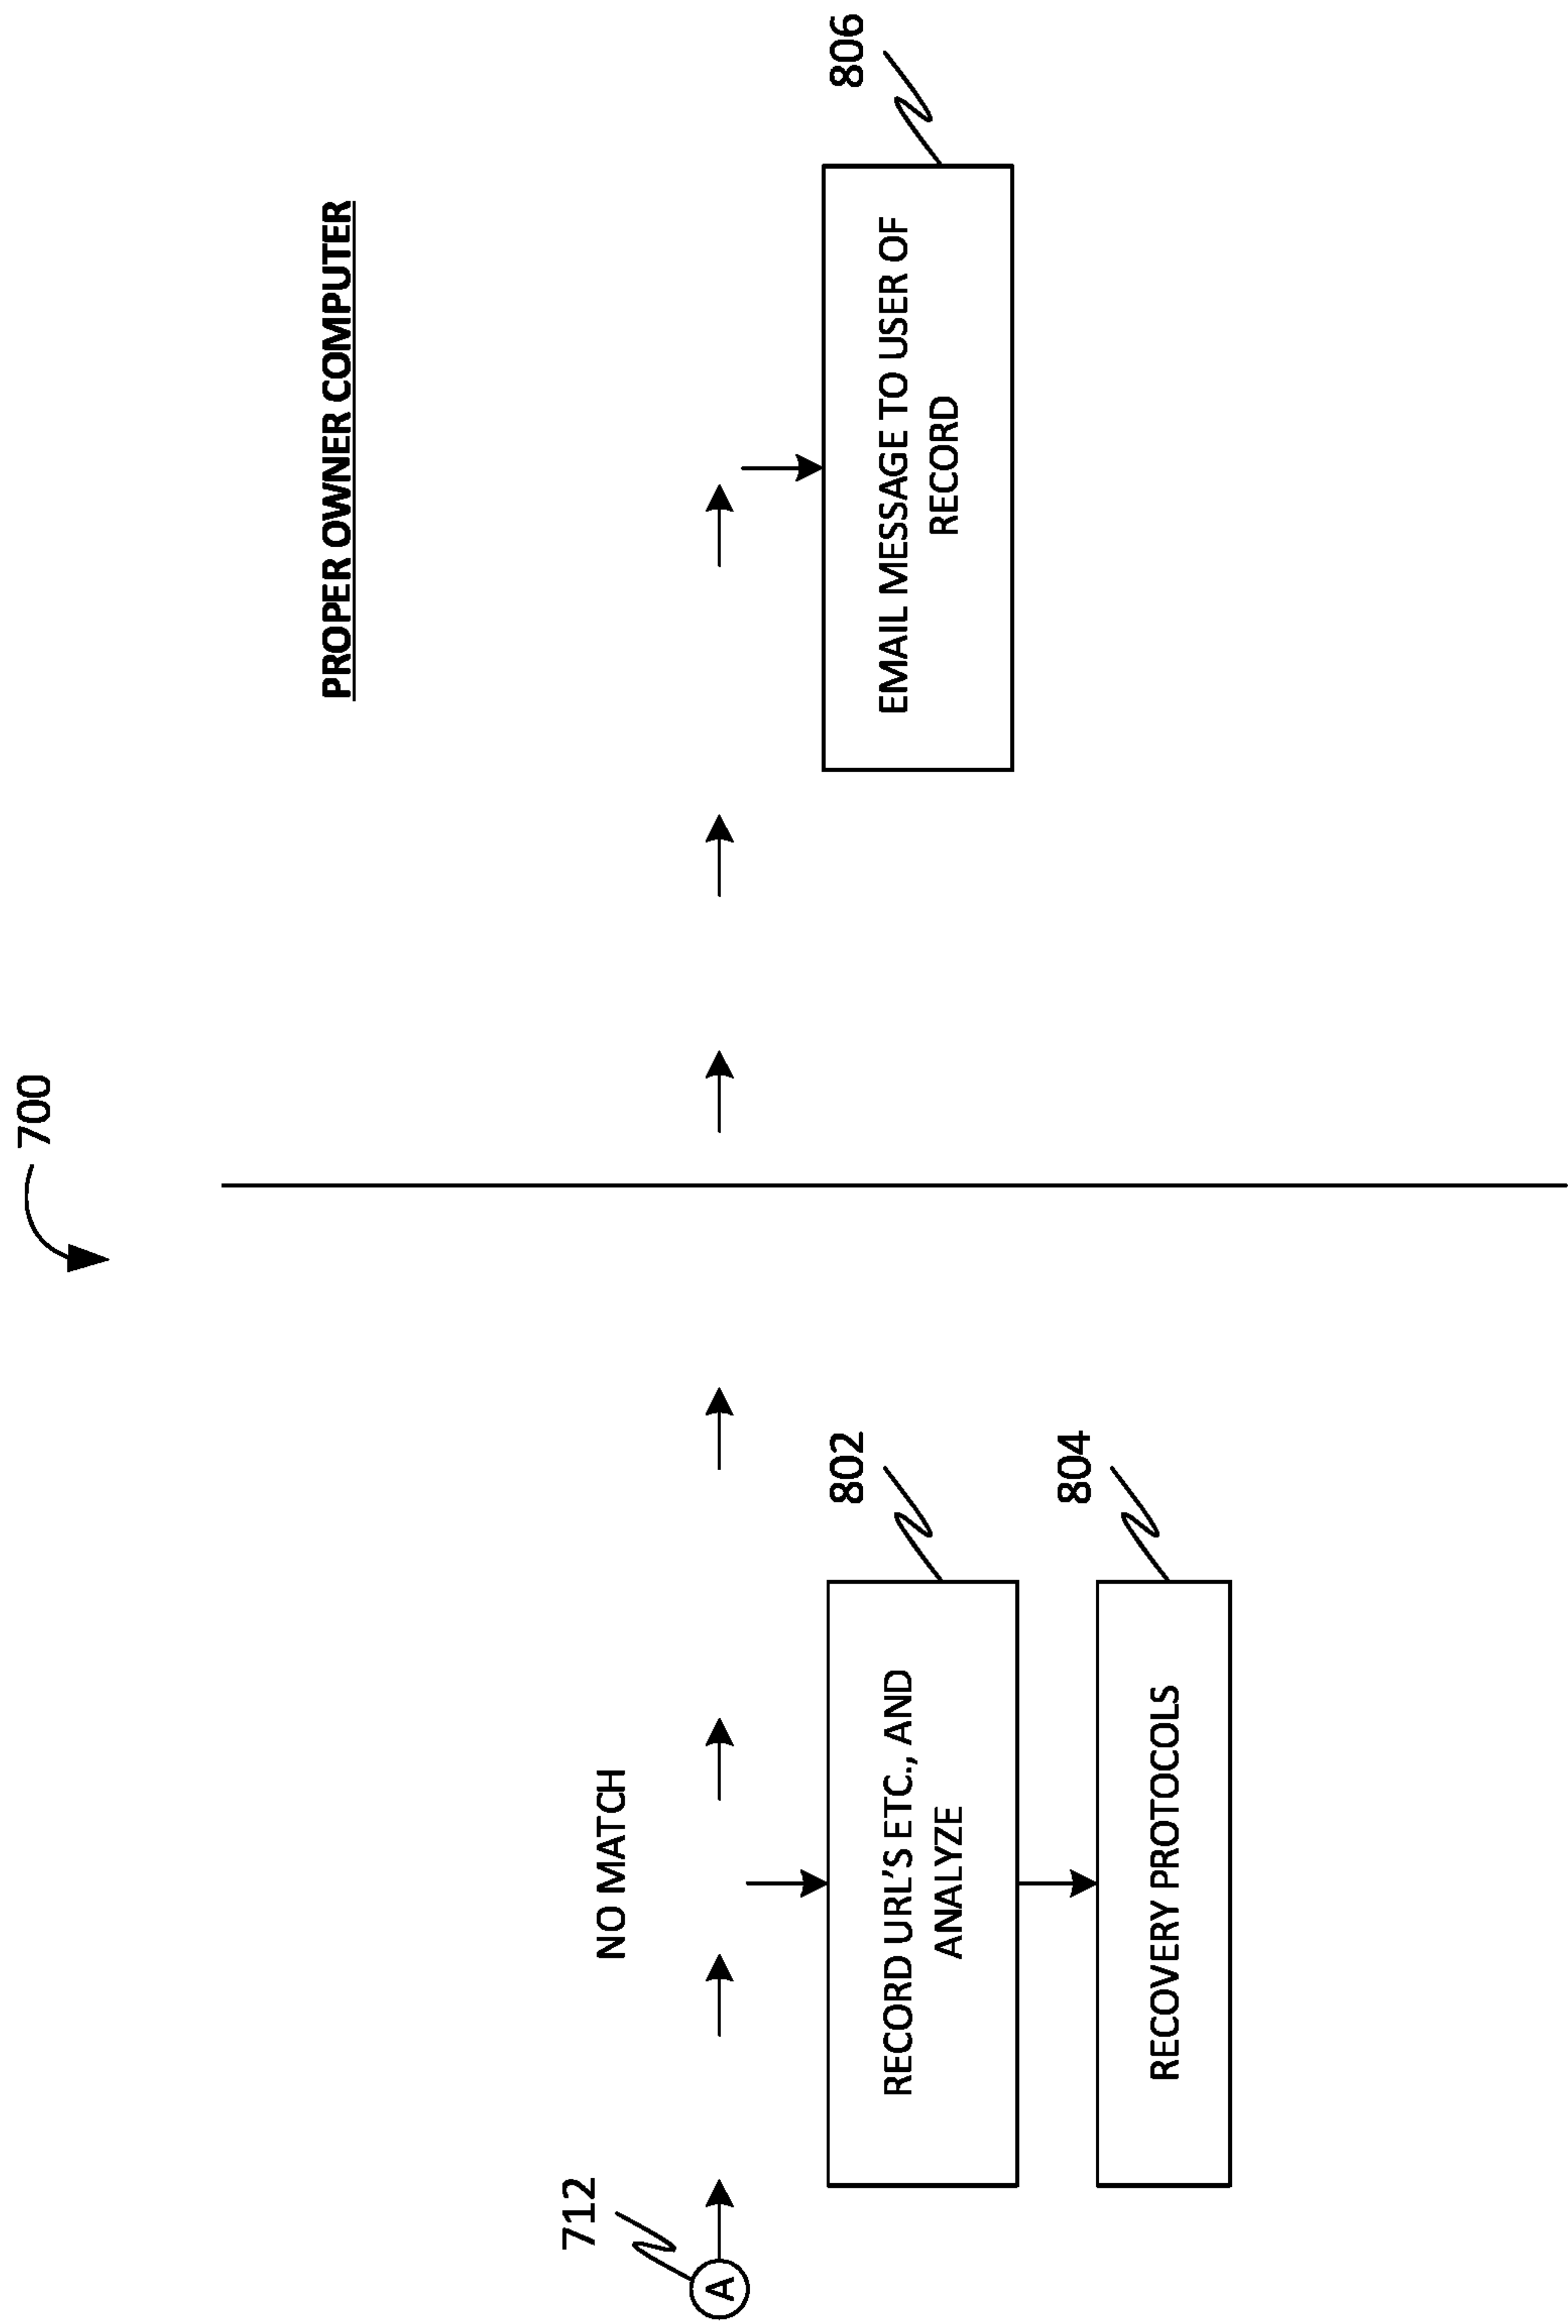 700
PROPER OWNER COMPUTER
712
NO MATCH
A
802
RECORD URL'S ETC., AND
ANALYZE
804
RECOVERY PROTOCOLS
806
EMAIL MESSAGE TO USER OF
RECORD